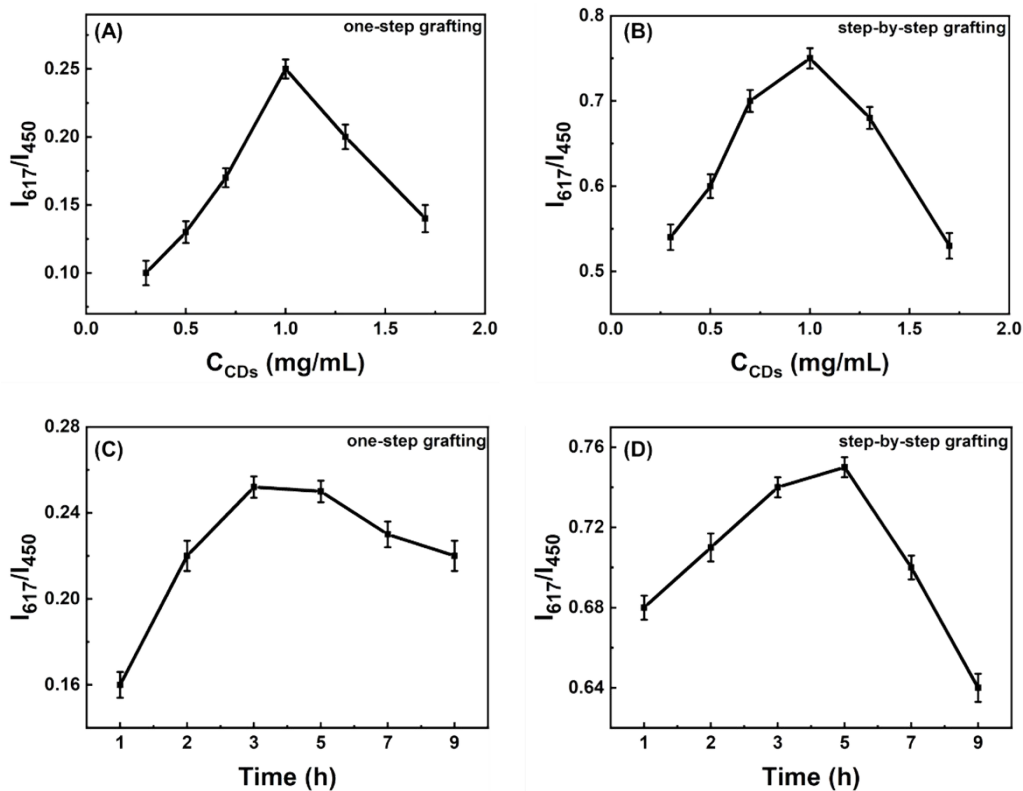 (A) one-step grafting
0.25
0.20
0.15
0.10
I617/I450
0.0 0.5 1.0 1.5 2.0
CCDs (mg/mL)
(B) step-by-step grafting
0.8
0.7
0.6
0.5
I617/I450
0.0 0.5 1.0 1.5 2.0
CCDs (mg/mL)
(C) one-step grafting
0.28
0.24
0.20
0.16
I617/I450
1 2 3 5 7 9
Time (h)
(D) step-by-step grafting
0.76
0.72
0.68
0.64
I617/I450
1 2 3 5 7 9
Time (h)